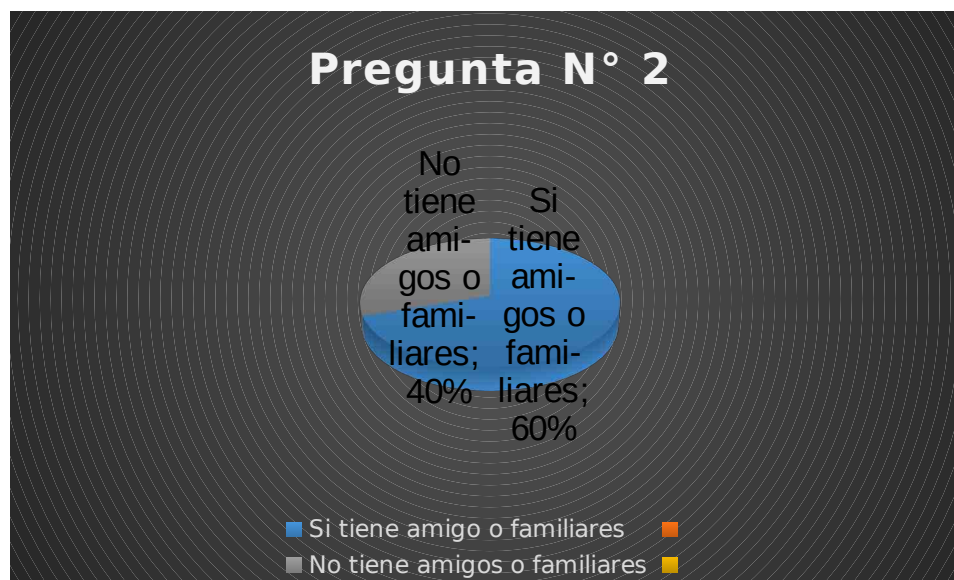 Pregunta N° 2
No
tiene
ami-
gos o
fami-
liares;
40%
Si
tiene
ami-
gos o
fami-
liares;
60%
Si tiene amigo o familiares
No tiene amigos o familiares